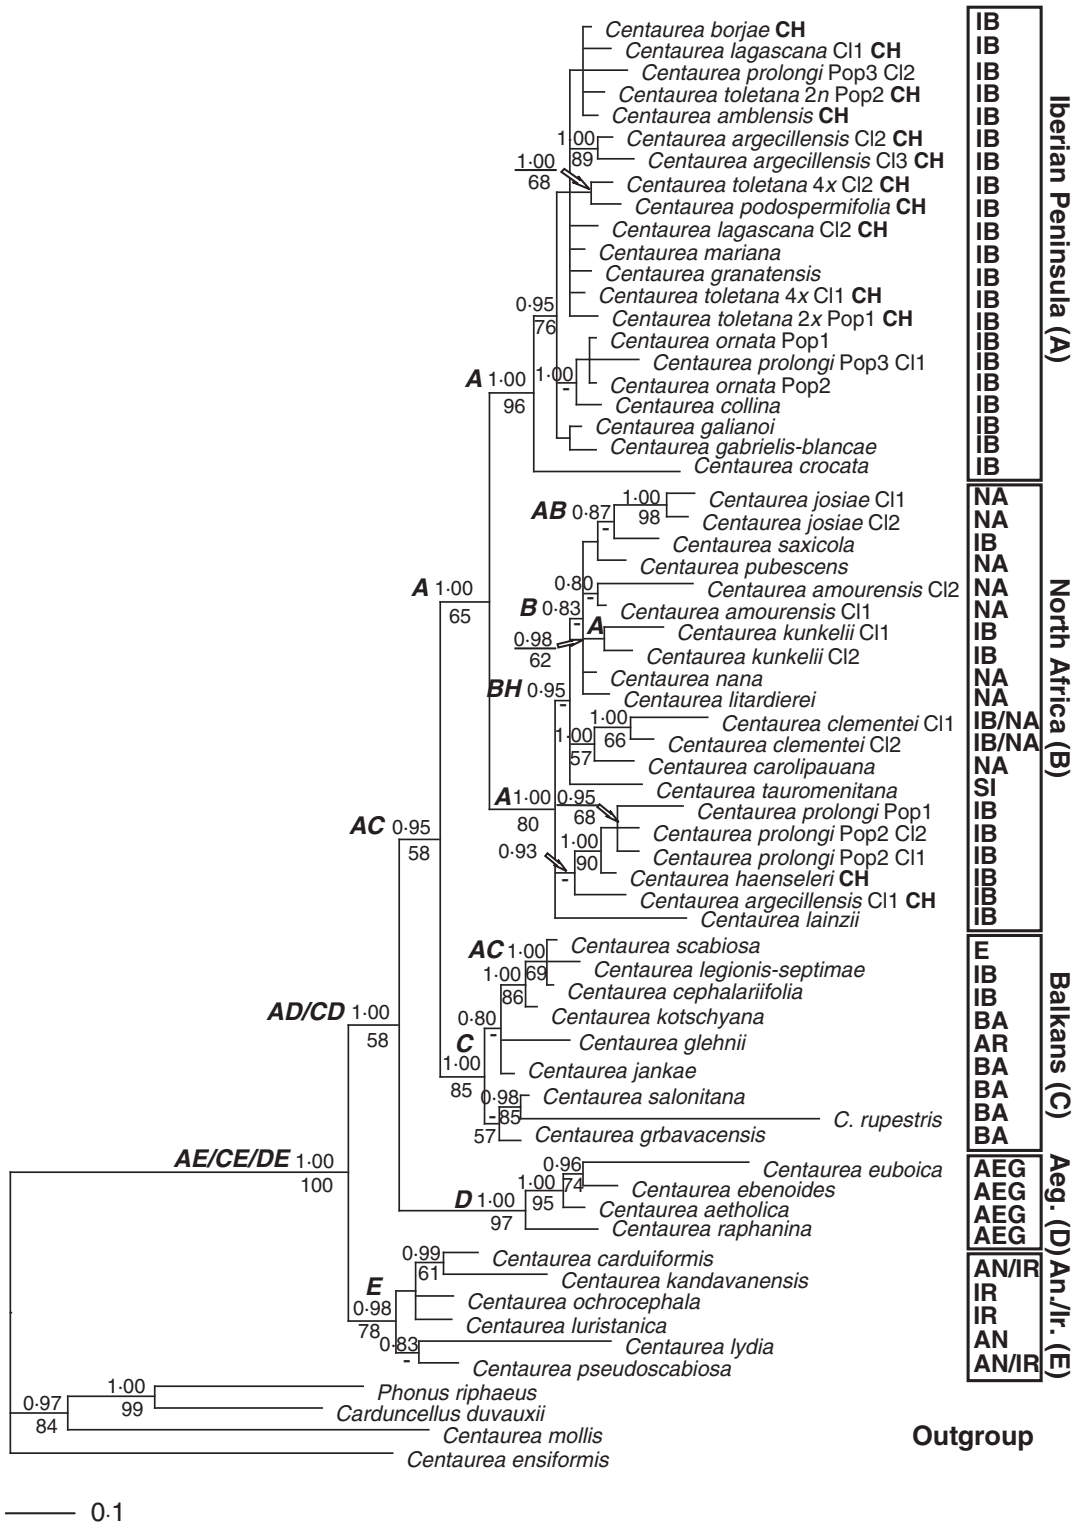 Centaurea borjae CH IB
Centaurea lagascana Cl1 CH IB
Centaurea prolongi Pop3 Cl2 IB
Centaurea toletana 2n Pop2 CH IB
Centaurea amblensis CH IB
1·00
89
Centaurea argecillensis Cl2 CH IB
Centaurea argecillensis Cl3 CH IB
1·00
68
Centaurea toletana 4x Cl2 CH IB
Centaurea podospermifolia CH IB
Centaurea lagascana Cl2 CH IB
Centaurea mariana IB
Centaurea granatensis IB
Centaurea toletana 4x Cl1 CH IB
Centaurea toletana 2x Pop1 CH IB
0·95
76
Centaurea ornata Pop1 IB
Centaurea prolongi Pop3 Cl1 IB
1·00
-
Centaurea ornata Pop2 IB
Centaurea collina IB
A 1·00
96
Centaurea galianoi IB
Centaurea gabrielis-blancae IB
Centaurea crocata IB
Iberian Peninsula (A)
1·00
98
Centaurea josiae Cl1 NA
Centaurea josiae Cl2 NA
AB 0·87
-
Centaurea saxicola IB
Centaurea pubescens NA
0·80
-
Centaurea amourensis Cl2 NA
Centaurea amourensis Cl1 NA
B 0·83
-
A
Centaurea kunkelii Cl1 IB
Centaurea kunkelii Cl2 IB
0·98
62
Centaurea nana NA
Centaurea litardierei NA
BH 0·95
-
1·00
66
Centaurea clementei Cl1 IB/NA
Centaurea clementei Cl2 IB/NA
1·00
57
Centaurea carolipauana NA
Centaurea tauromenitana SI
A 1·00
80
0·95
68
Centaurea prolongi Pop1 IB
Centaurea prolongi Pop2 Cl2 IB
Centaurea prolongi Pop2 Cl1 IB
1·00
90
0·93
-
Centaurea haenseleri CH IB
Centaurea argecillensis Cl1 CH IB
Centaurea lainzii IB
North Africa (B)
A 1·00
65
AC 0·95
58
AC 1·00
69
Centaurea scabiosa E
Centaurea legionis-septimae IB
Centaurea cephalariifolia IB
1·00
86
Centaurea kotschyana BA
0·80
-
Centaurea glehnii AR
Centaurea jankae BA
C
1·00
85
0·98
85
Centaurea salonitana BA
C. rupestris BA
-
57
Centaurea grbavacensis BA
Balkans (C)
AD/CD 1·00
58
0·96
74
Centaurea euboica AEG
Centaurea ebenoides AEG
1·00
95
Centaurea aetholica AEG
D 1·00
97
Centaurea raphanina AEG
Aeg. (D)
AE/CE/DE 1·00
100
0·99
61
Centaurea carduiformis AN/IR
Centaurea kandavanensis IR
Centaurea ochrocephala IR
Centaurea luristanica AN
E
0·98
78
0·83
-
Centaurea lydia AN/IR
Centaurea pseudoscabiosa
An./Ir. (E)
1·00
99
Phonus riphaeus
Carduncellus duvauxii
0·97
84
Centaurea mollis
Centaurea ensiformis
Outgroup
0·1